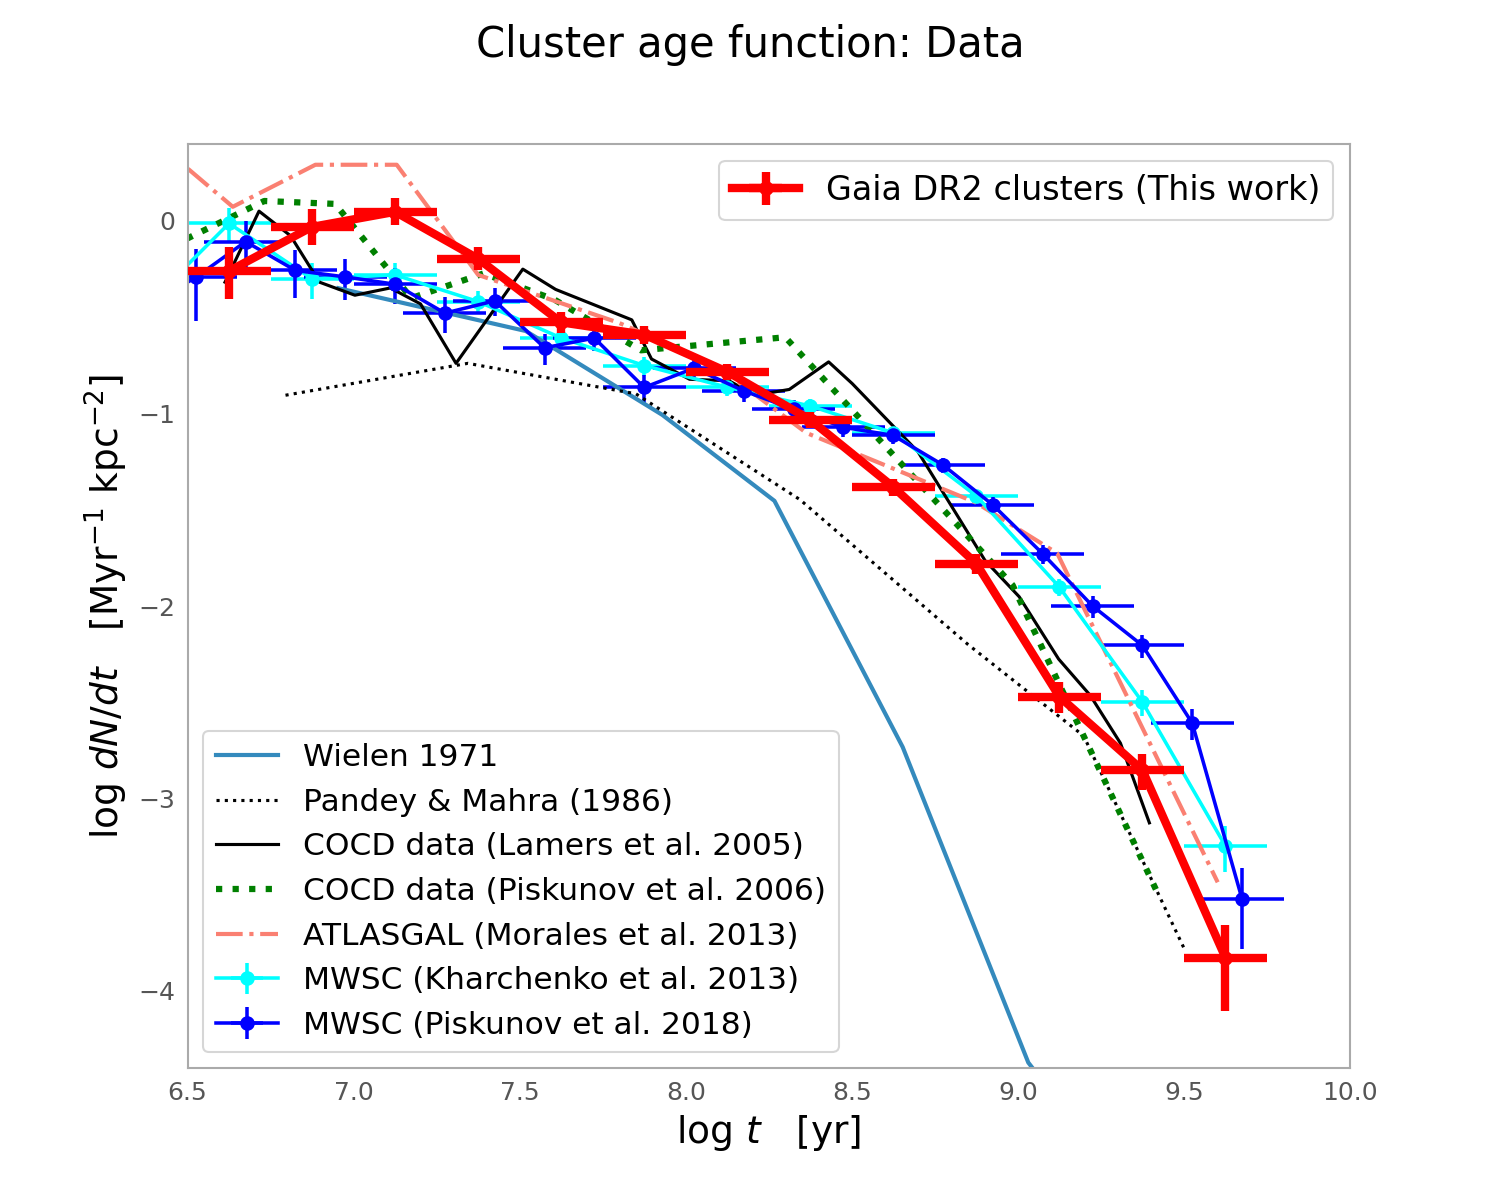 Cluster age function: Data
Gaia DR2 clusters (This work)
0
−1
−2
−3
−4
log dN/dt [Myr⁻¹ kpc⁻²]
Wielen 1971
Pandey & Mahra (1986)
COCD data (Lamers et al. 2005)
COCD data (Piskunov et al. 2006)
ATLASGAL (Morales et al. 2013)
MWSC (Kharchenko et al. 2013)
MWSC (Piskunov et al. 2018)
6.5 7.0 7.5 8.0 8.5 9.0 9.5 10.0
log t [yr]